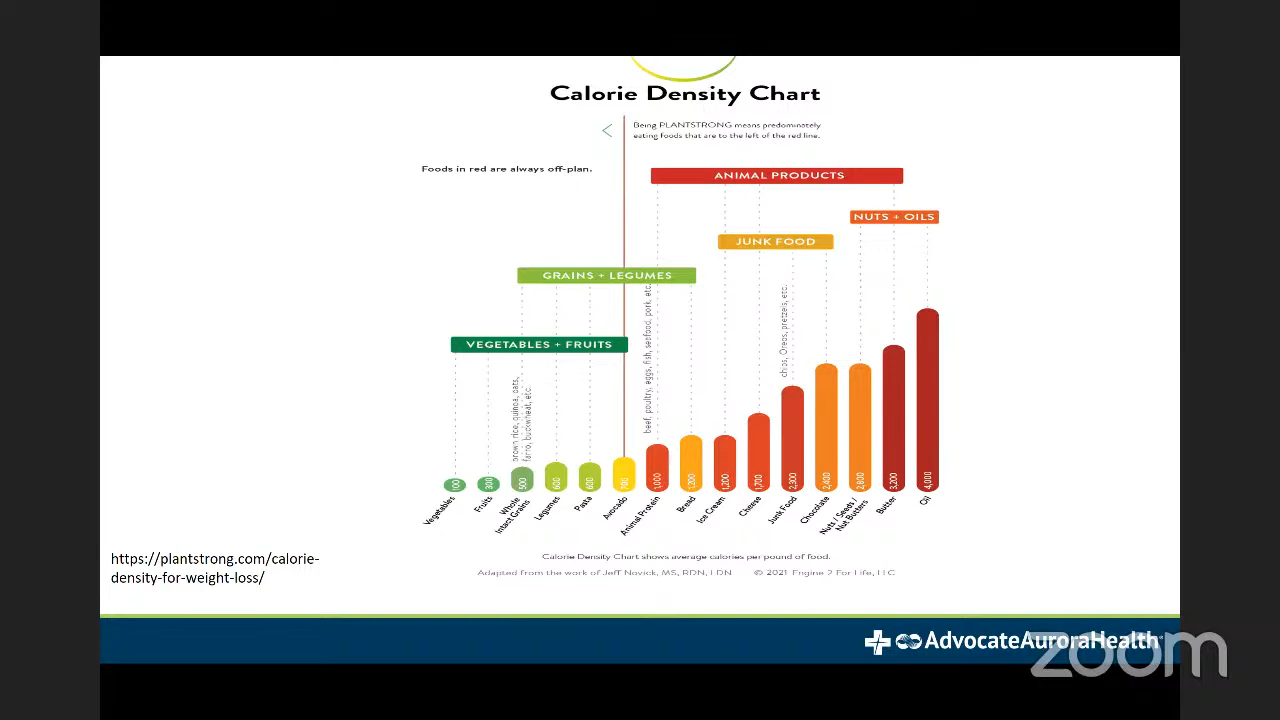 Calorie Density Chart
Being PLANTSTRONG means predominately
eating foods that are to the left of the red line.
Foods in red are always off-plan.
ANIMAL PRODUCTS
NUTS + OILS
JUNK FOOD
GRAINS + LEGUMES
VEGETABLES + FRUITS
brown rice, quinoa, oats,
farro, buckwheat, etc.
beef, poultry, eggs, fish, seafood, pork, etc.
chips, Oreos, pretzels, etc.
100
300
500
600
600
1,000
1,200
1,200
1,700
2,300
2,400
2,800
3,200
4,000
Vegetables
Fruits
Whole
Intact Grains
Legumes
Pasta
Avocado
Animal Protein
Bread
Ice Cream
Cheese
Junk Food
Chocolate
Nuts / Seeds /
Nut Butters
Butter
Oil
Calorie Density Chart shows average calories per pound of food.
Adapted from the work of Jeff Novick, MS, RDN, LDN © 2021 Engine 2 For Life, LLC
https://plantstrong.com/calorie-
density-for-weight-loss/
AdvocateAuroraHealth
zoom